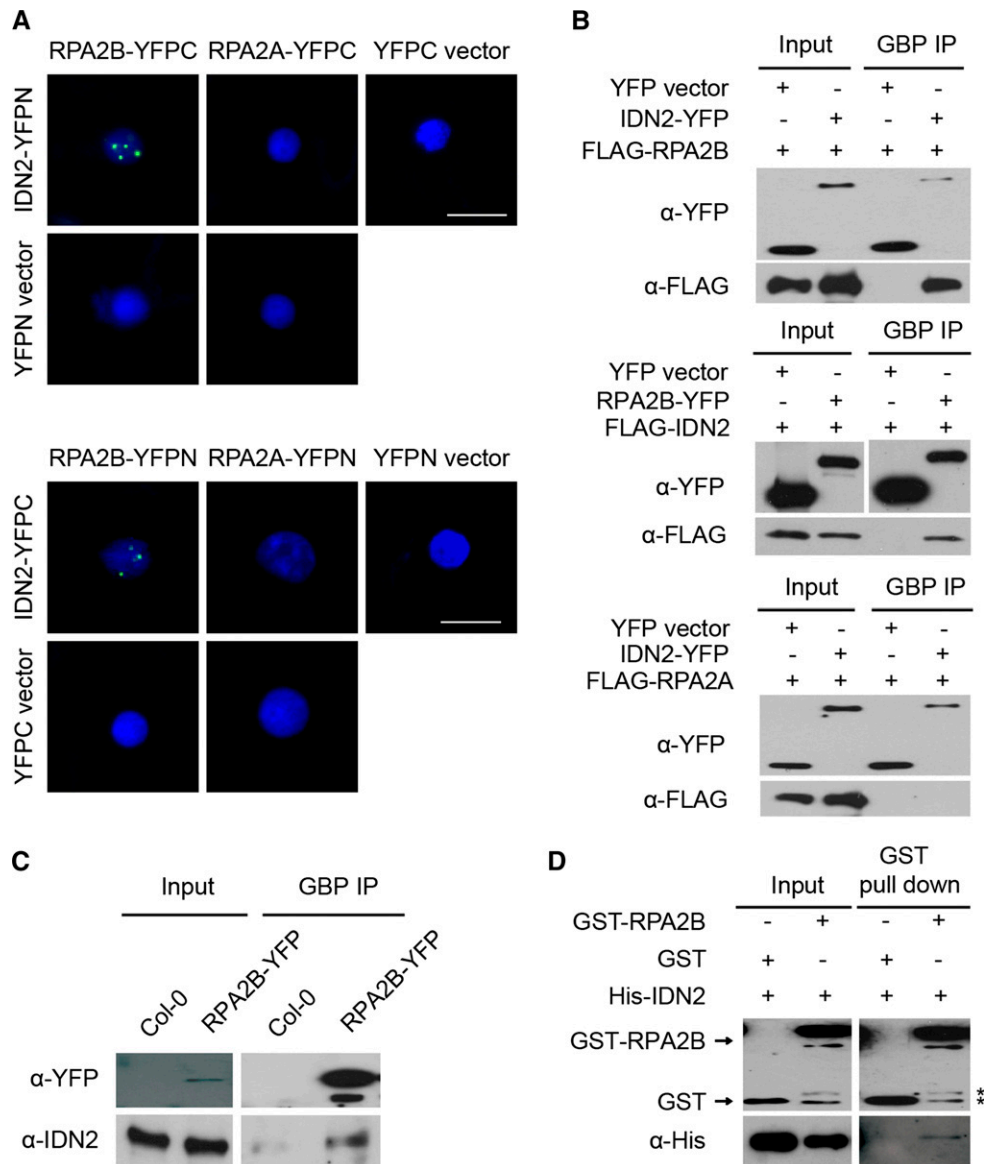 A
RPA2B-YFPC RPA2A-YFPC YFPC vector
IDN2-YFPN
YFPN vector
RPA2B-YFPN RPA2A-YFPN YFPN vector
IDN2-YFPC
YFPC vector
B
Input GBP IP
YFP vector + - + -
IDN2-YFP - + - +
FLAG-RPA2B + + + +
α-YFP
α-FLAG
Input GBP IP
YFP vector + - + -
RPA2B-YFP - + - +
FLAG-IDN2 + + + +
α-YFP
α-FLAG
Input GBP IP
YFP vector + - + -
IDN2-YFP - + - +
FLAG-RPA2A + + + +
α-YFP
α-FLAG
C
Input GBP IP
Col-0 RPA2B-YFP Col-0 RPA2B-YFP
α-YFP
α-IDN2
D
Input GST
pull down
GST-RPA2B - + - +
GST + - + -
His-IDN2 + + + +
GST-RPA2B →
*
GST → *
α-His